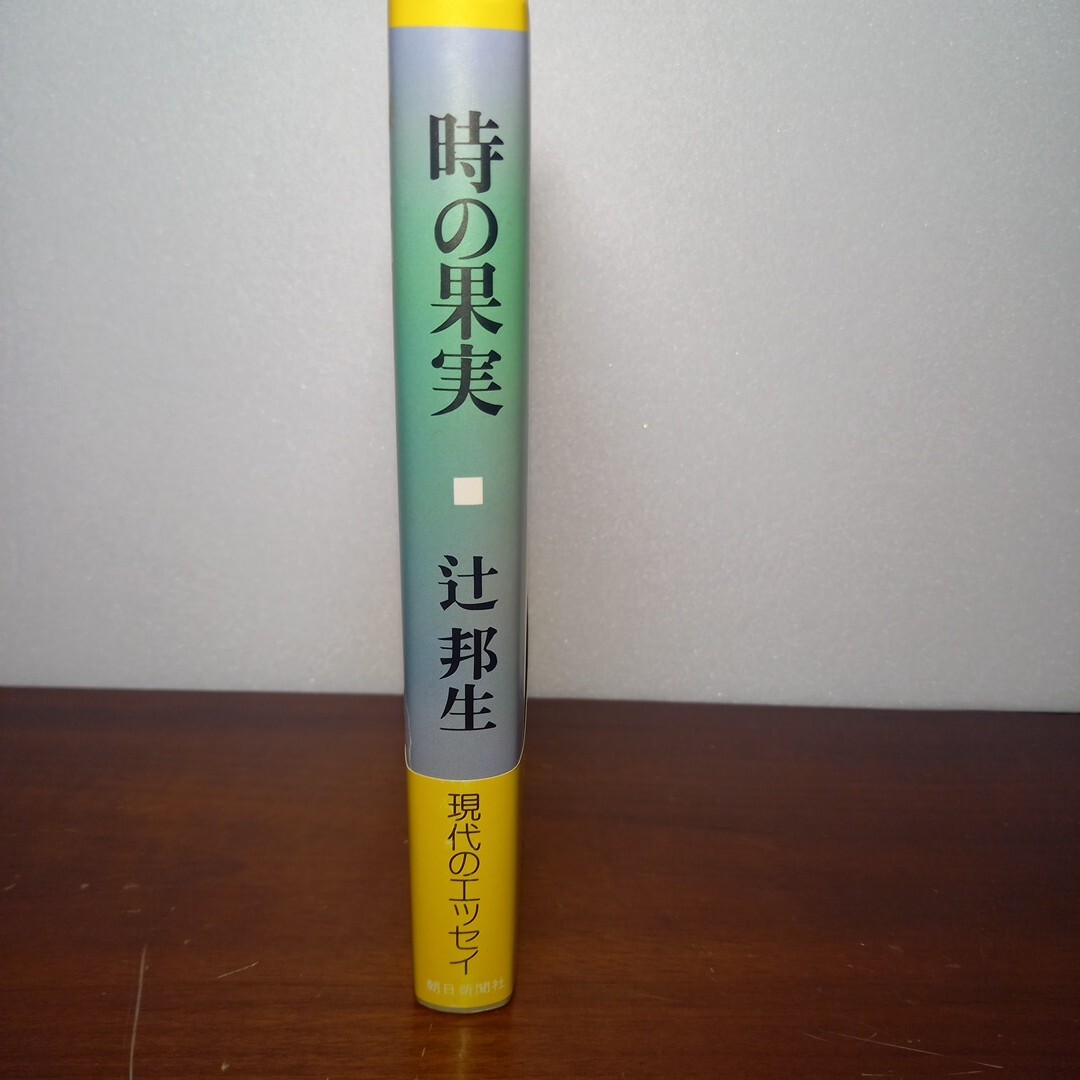 時の果実
辻邦生
現代のエッセイ
朝日新聞社